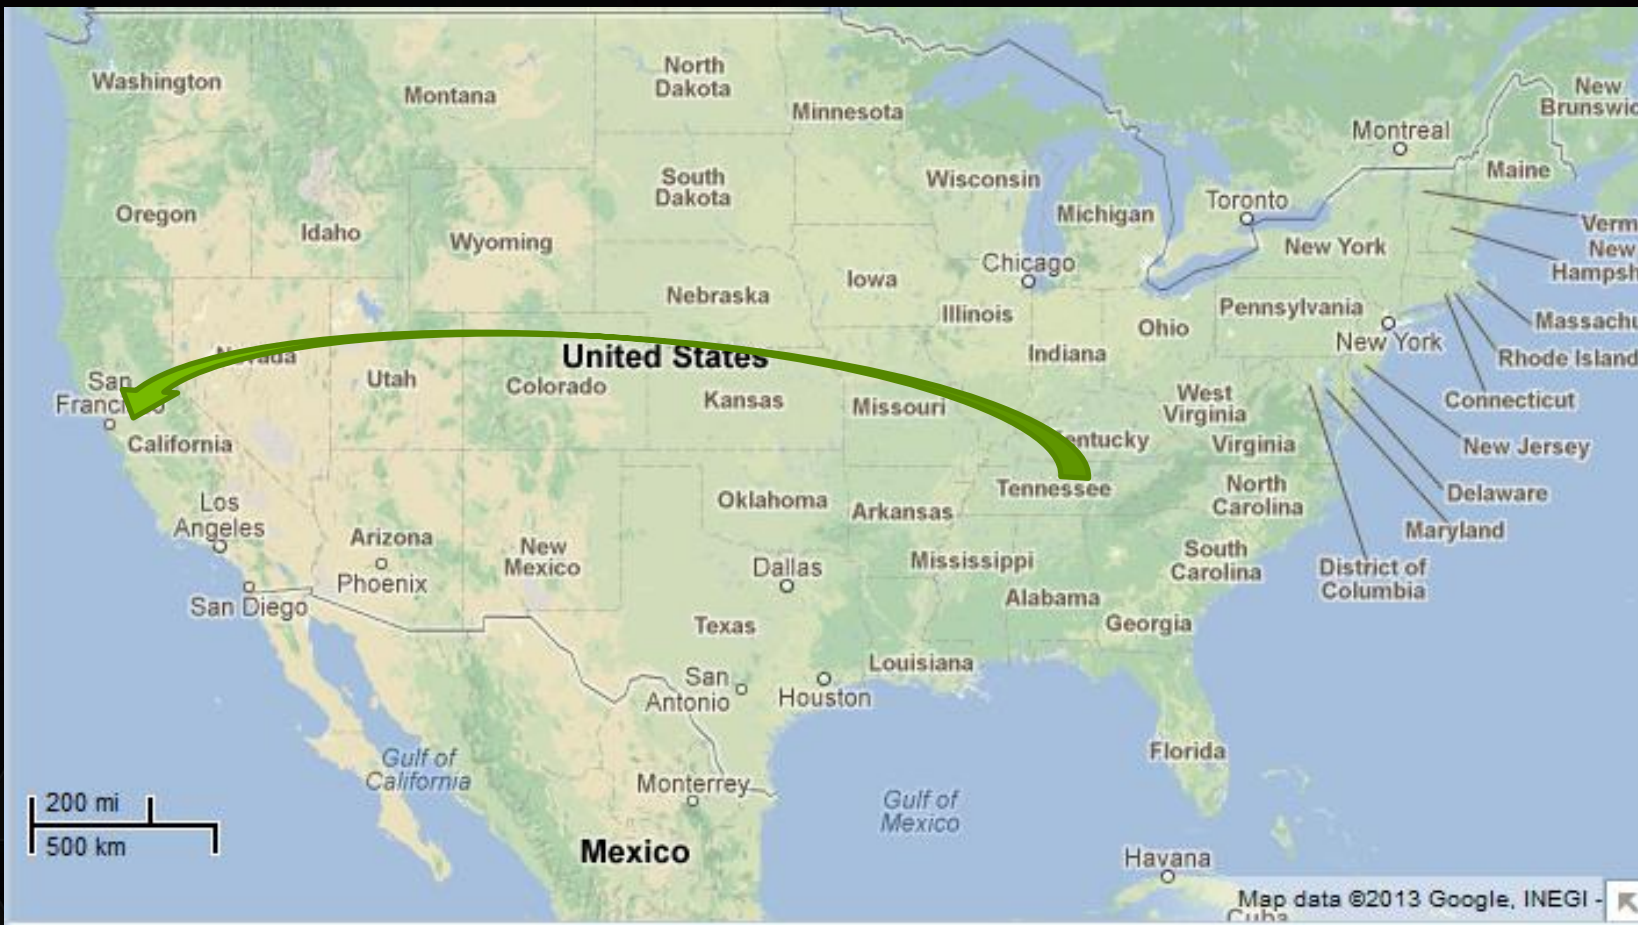 Washington
Montana
North
Dakota
Minnesota
New
Brunswic
Montreal
Maine
Wisconsin
South
Dakota
Michigan
Toronto
Oregon
Idaho
Wyoming
Verm
New
Hampsh
New York
Chicago
Iowa
Nebraska
Illinois
Pennsylvania
Ohio
Massachu
New York
Rhode Island
Indiana
Nevada
United States
Utah
Colorado
Kansas
Missouri
West
Virginia
Connecticut
San
Francisco
California
entucky
Virginia
New Jersey
Tennessee
North
Carolina
Delaware
Oklahoma
Arkansas
Los
Angeles
Maryland
Arizona
Phoenix
New
Mexico
Dallas
Mississippi
South
Carolina
District of
Columbia
San Diego
Alabama
Georgia
Texas
Louisiana
San
Antonio
Houston
Gulf of
California
Florida
Monterrey
200 mi
500 km
Gulf of
Mexico
Mexico
Havana
Map data ©2013 Google, INEGI -
Cuba